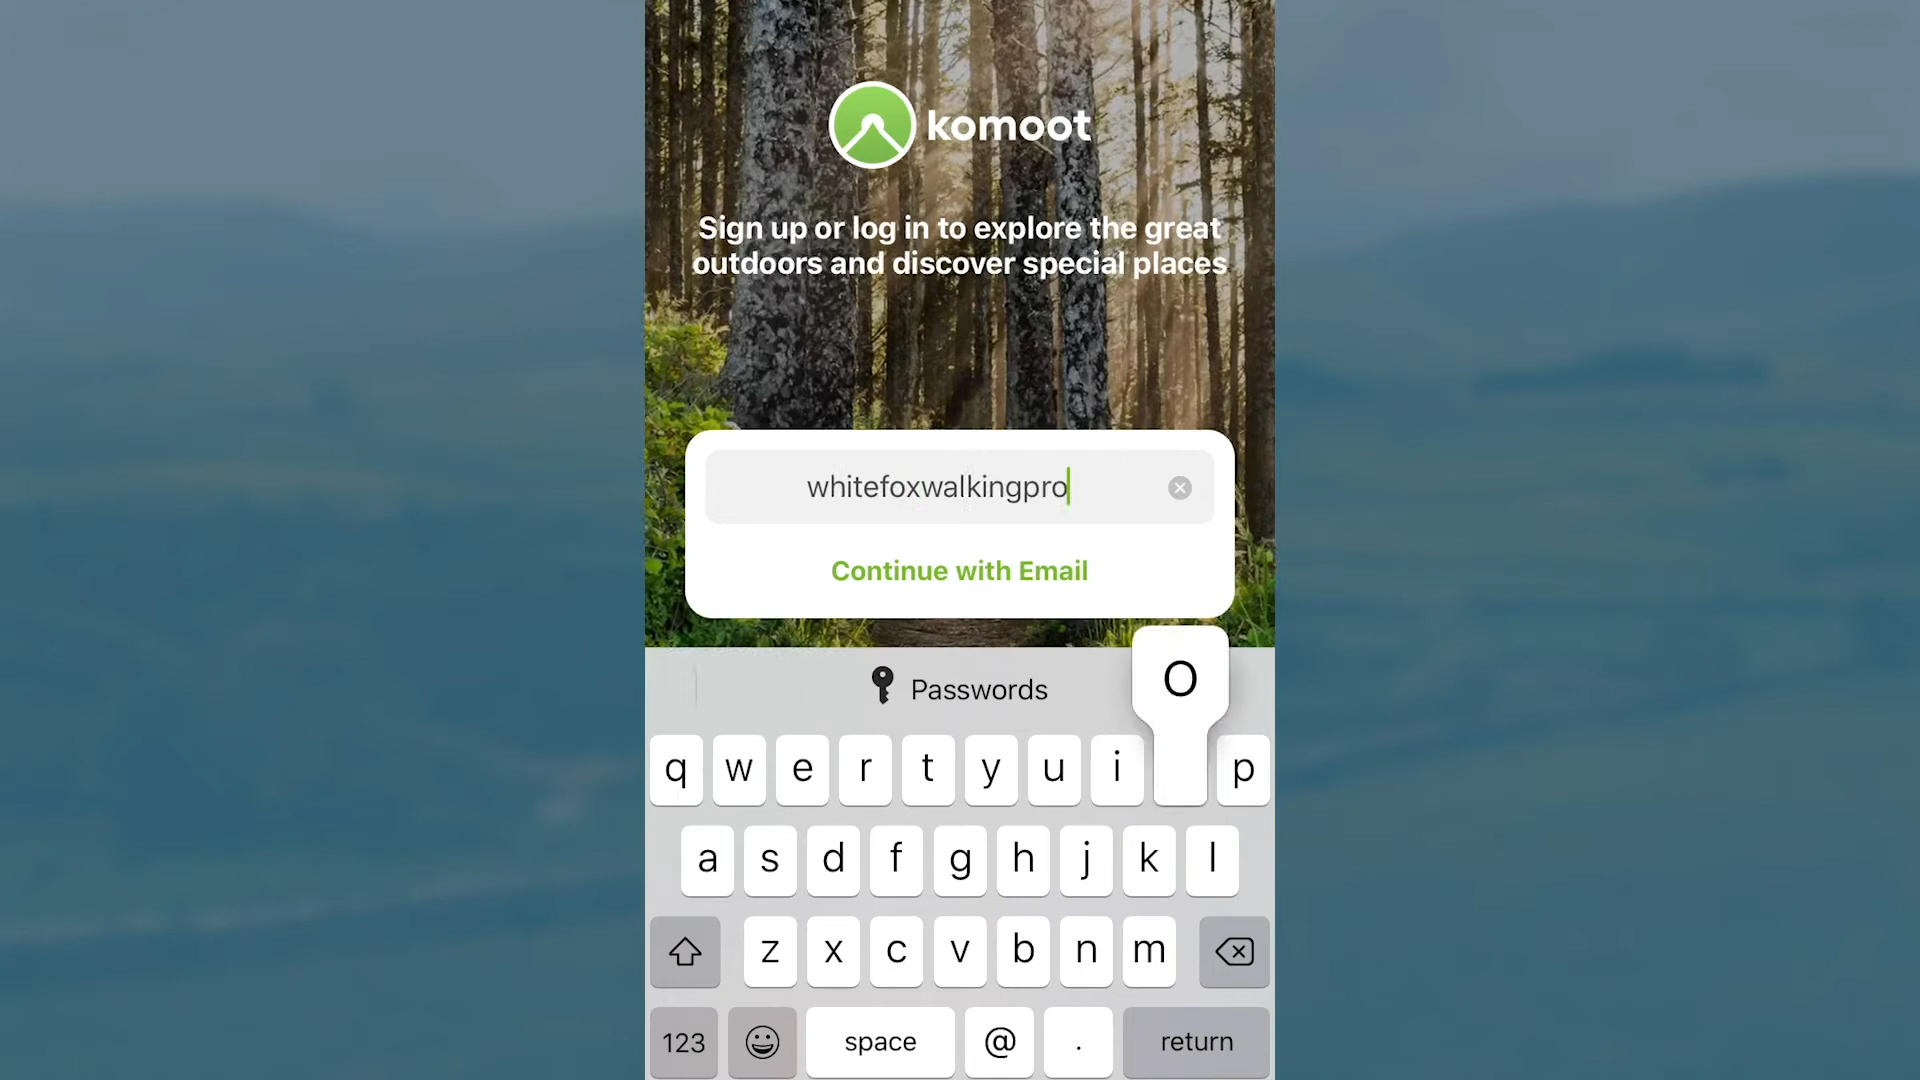 komoot
Sign up or log in to explore the great
outdoors and discover special places
whitefoxwalkingpro
Continue with Email
Passwords
O
q w e r t y u i p
a s d f g h j k l
z x c v b n m
123 space @ . return